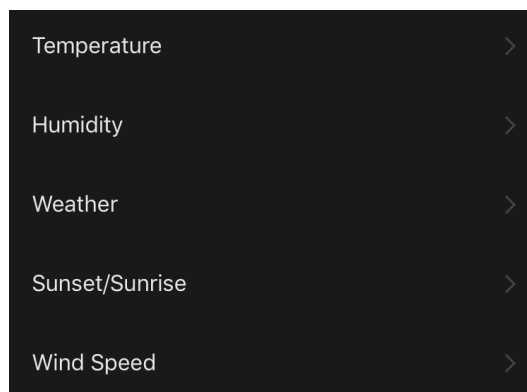 Temperature
Humidity
Weather
Sunset/Sunrise
Wind Speed